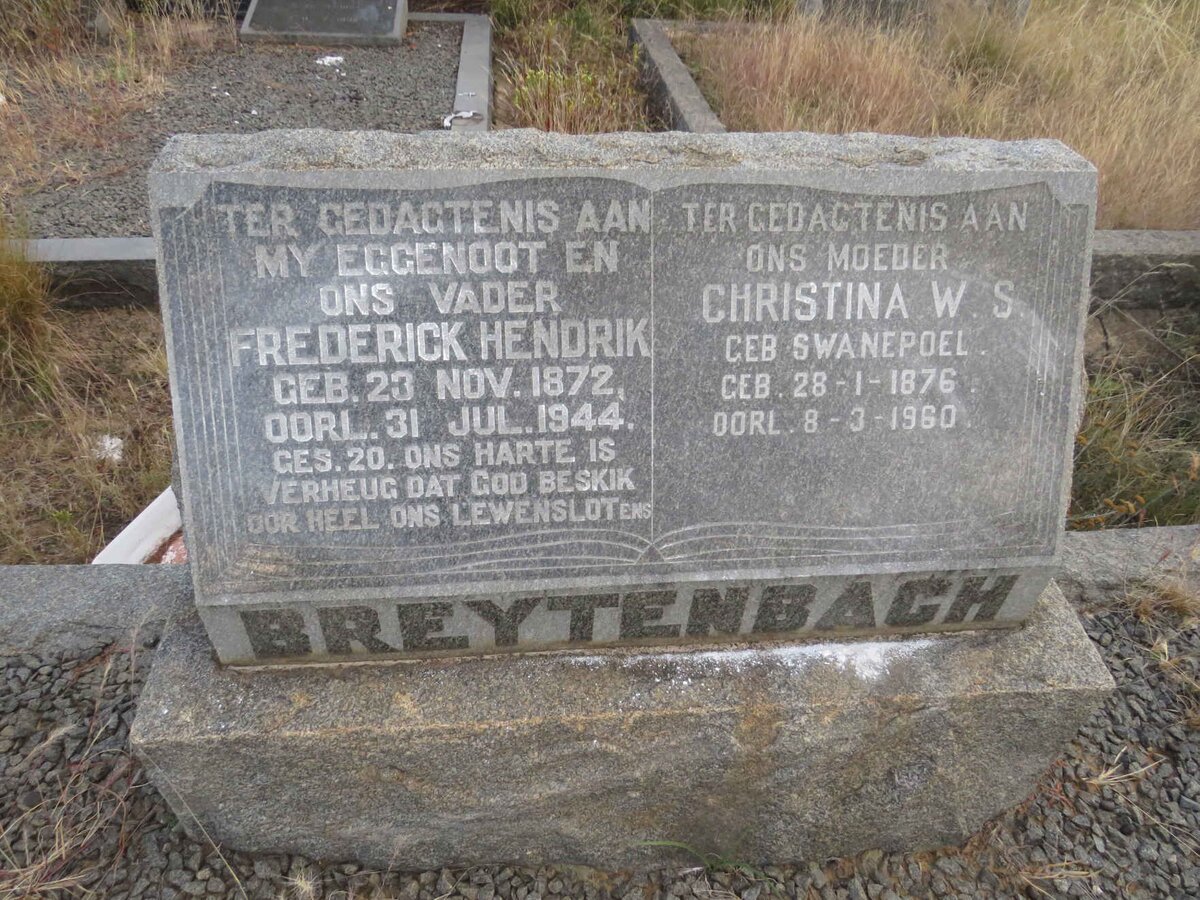 TER GEDAGTENIS AAN
MY EGGENOOT EN
ONS VADER
FREDERICK HENDRIK
GEB. 23 NOV. 1872,
OORL. 31 JUL. 1944.
GES. 20. ONS HARTE IS
VERHEUG DAT GOD BESKIK
OOR HEEL ONS LEWENSLOTENS
TER GEDAGTENIS AAN
ONS MOEDER
CHRISTINA W. S
GEB SWANEPOEL.
GEB. 28-1-1876.
OORL. 8-3-1960.
BREYTENBACH